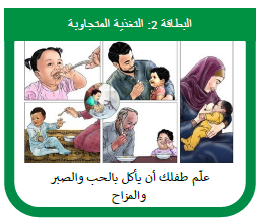 البطاقة 2: التغذية المتجاوبة
علّم طفلك أن يأكل بالحب والصبر
والمزاح